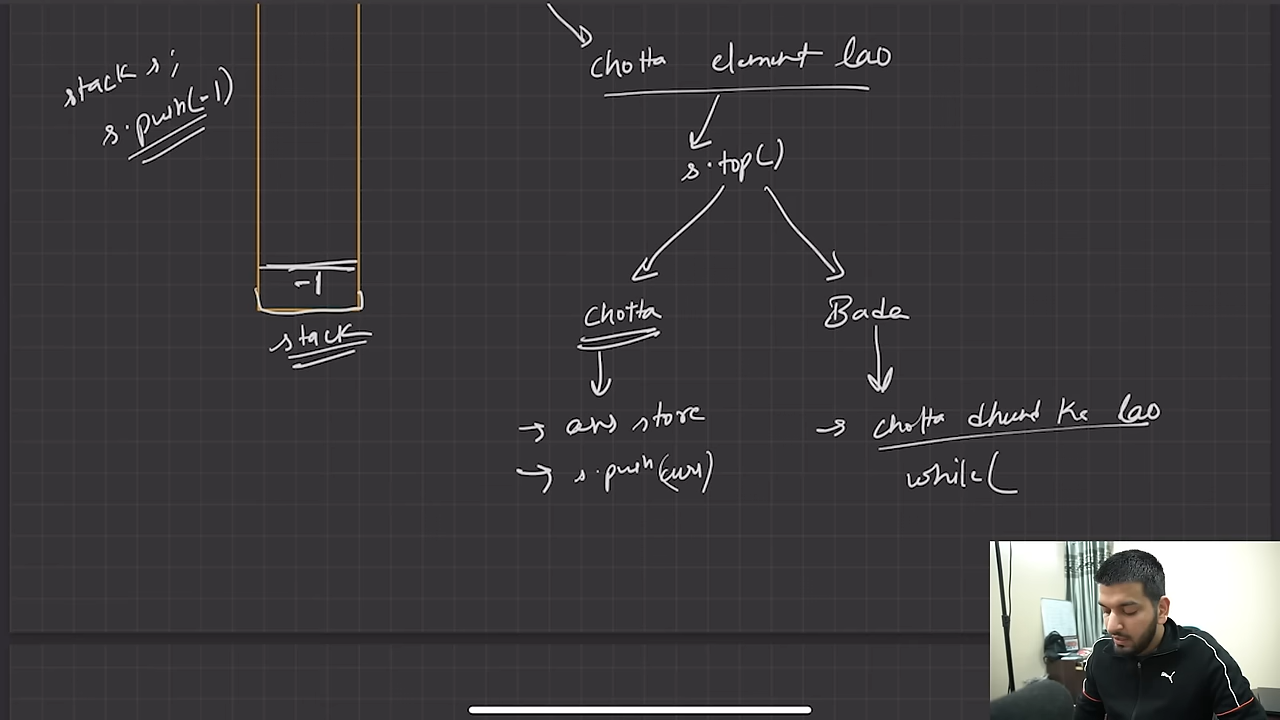 stack s;
s.push(-1)
-1
stack
chotta element lao
s.top()
chotta
Bada
→ ans store
→ s.push(curr)
→ chotta dhund ke lao
while(